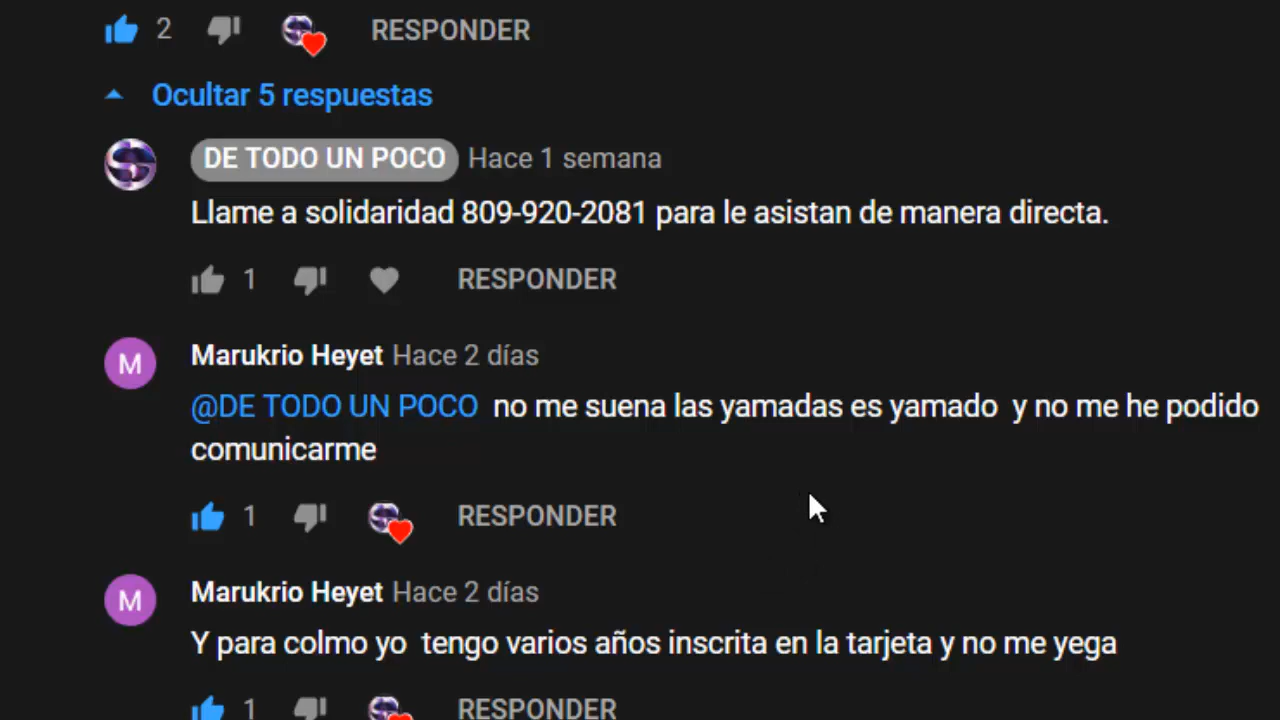 2 RESPONDER
Ocultar 5 respuestas
DE TODO UN POCO Hace 1 semana
Llame a solidaridad 809-920-2081 para le asistan de manera directa.
1 RESPONDER
M Marukrio Heyet Hace 2 días
@DE TODO UN POCO no me suena las yamadas es yamado y no me he podido
comunicarme
1 RESPONDER
M Marukrio Heyet Hace 2 días
Y para colmo yo tengo varios años inscrita en la tarjeta y no me yega
1 RESPONDER